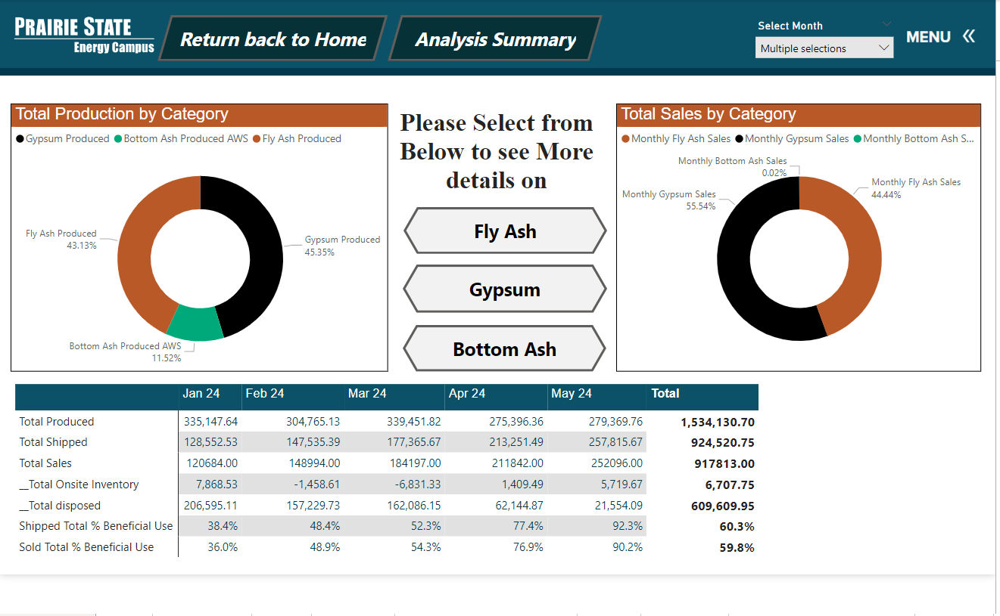 PRAIRIE STATE
Energy Campus
Return back to Home
Analysis Summary
Select Month
Multiple selections
MENU
Total Production by Category
Gypsum Produced Bottom Ash Produced AWS Fly Ash Produced
Fly Ash Produced
43.13%
Gypsum Produced
45.35%
Bottom Ash Produced AWS
11.52%
Please Select from
Below to see More
details on
Fly Ash
Gypsum
Bottom Ash
Total Sales by Category
Monthly Fly Ash Sales Monthly Gypsum Sales Monthly Bottom Ash S...
Monthly Bottom Ash Sales
0.02%
Monthly Fly Ash Sales
44.44%
Monthly Gypsum Sales
55.54%
Jan 24 Feb 24 Mar 24 Apr 24 May 24 Total
Total Produced 335,147.64 304,765.13 339,451.82 275,396.36 279,369.76 1,534,130.70
Total Shipped 128,552.53 147,535.39 177,365.67 213,251.49 257,815.67 924,520.75
Total Sales 120684.00 148994.00 184197.00 211842.00 252096.00 917813.00
__Total Onsite Inventory 7,868.53 -1,458.61 -6,831.33 1,409.49 5,719.67 6,707.75
__Total disposed 206,595.11 157,229.73 162,086.15 62,144.87 21,554.09 609,609.95
Shipped Total % Beneficial Use 38.4% 48.4% 52.3% 77.4% 92.3% 60.3%
Sold Total % Beneficial Use 36.0% 48.9% 54.3% 76.9% 90.2% 59.8%